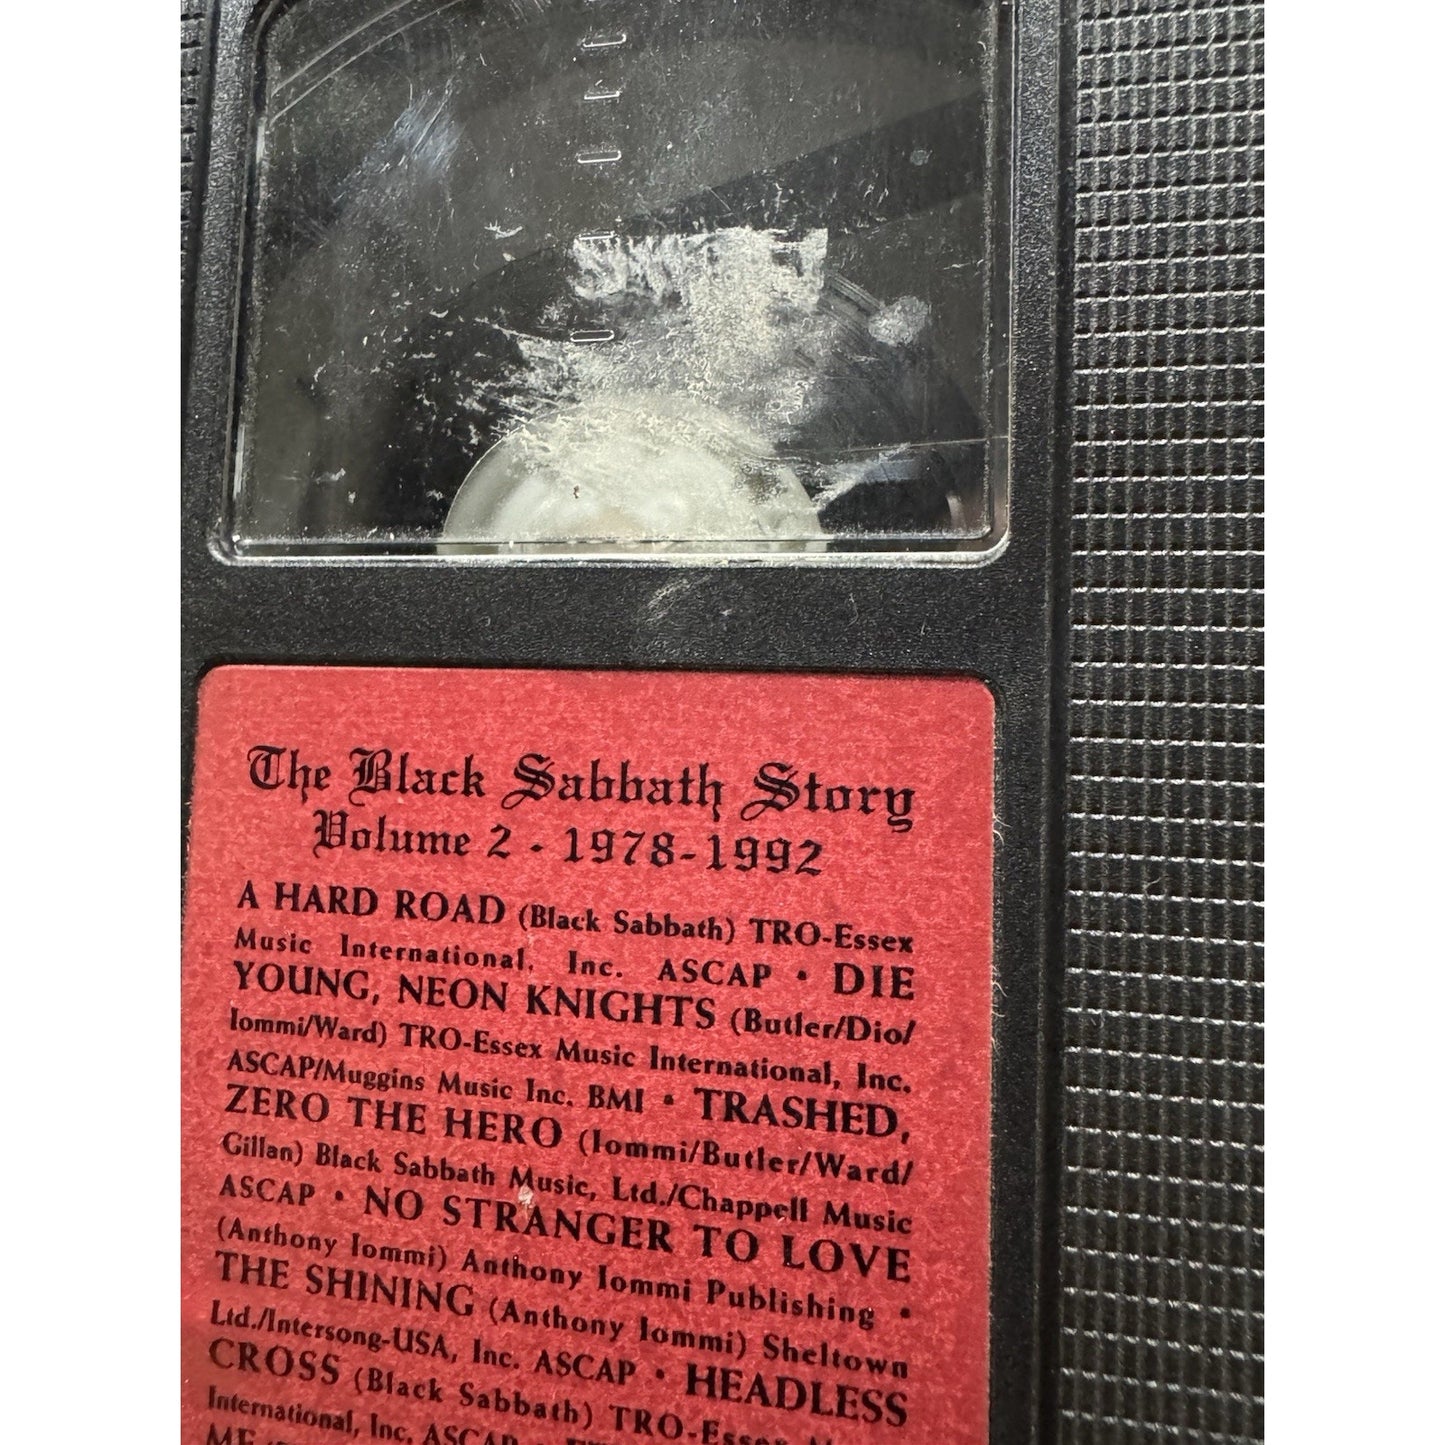 The Black Sabbath Story
Volume 2 - 1978-1992
A HARD ROAD (Black Sabbath) TRO-Essex
Music International, Inc. ASCAP • DIE
YOUNG, NEON KNIGHTS (Butler/Dio/
Iommi/Ward) TRO-Essex Music International, Inc.
ASCAP/Muggins Music Inc. BMI • TRASHED,
ZERO THE HERO (Iommi/Butler/Ward/
Gillan) Black Sabbath Music, Ltd./Chappell Music
ASCAP • NO STRANGER TO LOVE
(Anthony Iommi) Anthony Iommi Publishing •
THE SHINING (Anthony Iommi) Sheltown
Ltd./Intersong-USA, Inc. ASCAP • HEADLESS
CROSS (Black Sabbath) TRO-Essex
International, Inc. ASCAP •
ME